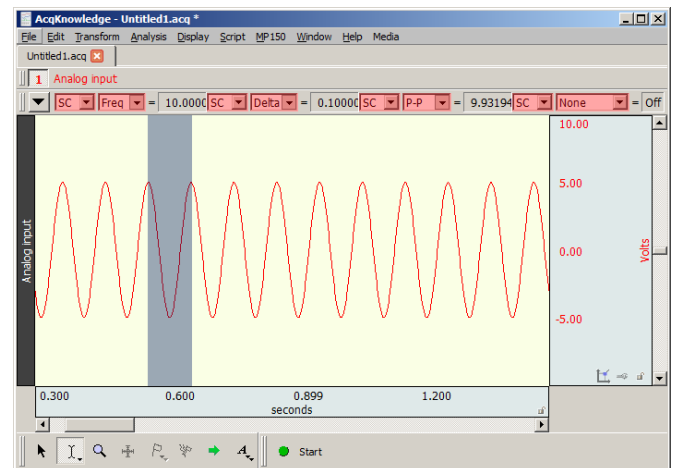 AcqKnowledge - Untitled1.acq *
File Edit Transform Analysis Display Script MP150 Window Help Media
Untitled1.acq
1 Analog input
SC Freq = 10.0000 SC Delta = 0.10000 SC P-P = 9.93194 SC None = Off
10.00
5.00
0.00
-5.00
Volts
Analog input
0.300 0.600 0.899 1.200
seconds
Start